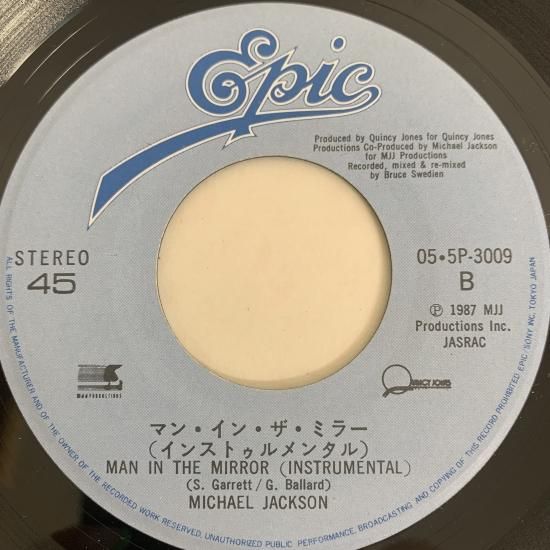 Epic
Produced by Quincy Jones for Quincy Jones
Productions Co-Produced by Michael Jackson
for MJJ Productions
Recorded, mixed & re-mixed
by Bruce Swedien
STEREO
45
05•5P-3009
B
Ⓟ 1987 MJJ
Productions Inc.
JASRAC
MJJ PRODUCTIONS
QUINCY JONES
マン・イン・ザ・ミラー
(インストゥルメンタル)
MAN IN THE MIRROR (INSTRUMENTAL)
(S. Garrett/G. Ballard)
MICHAEL JACKSON
ALL RIGHTS OF THE MANUFACTURER AND OF THE OWNER OF THE RECORDED WORK RESERVED. UNAUTHORIZED PUBLIC PERFORMANCE, BROADCASTING AND COPYING OF THIS RECORD PROHIBITED EPIC/SONY INC. TOKYO JAPAN